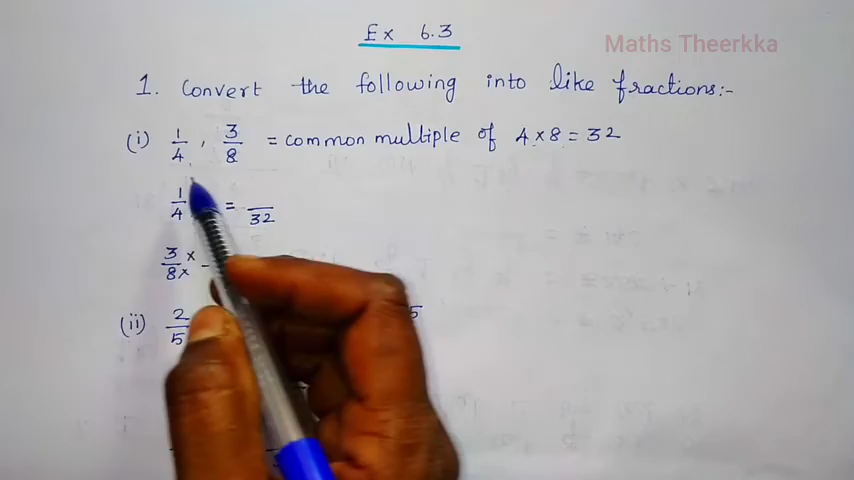 Ex 6.3
Maths Theerkka
1. Convert the following into like fractions:-
(i) 1/4, 3/8 = common multiple of 4 × 8 = 32
1/4 = /32
3×/8×
(ii) 2/5 5